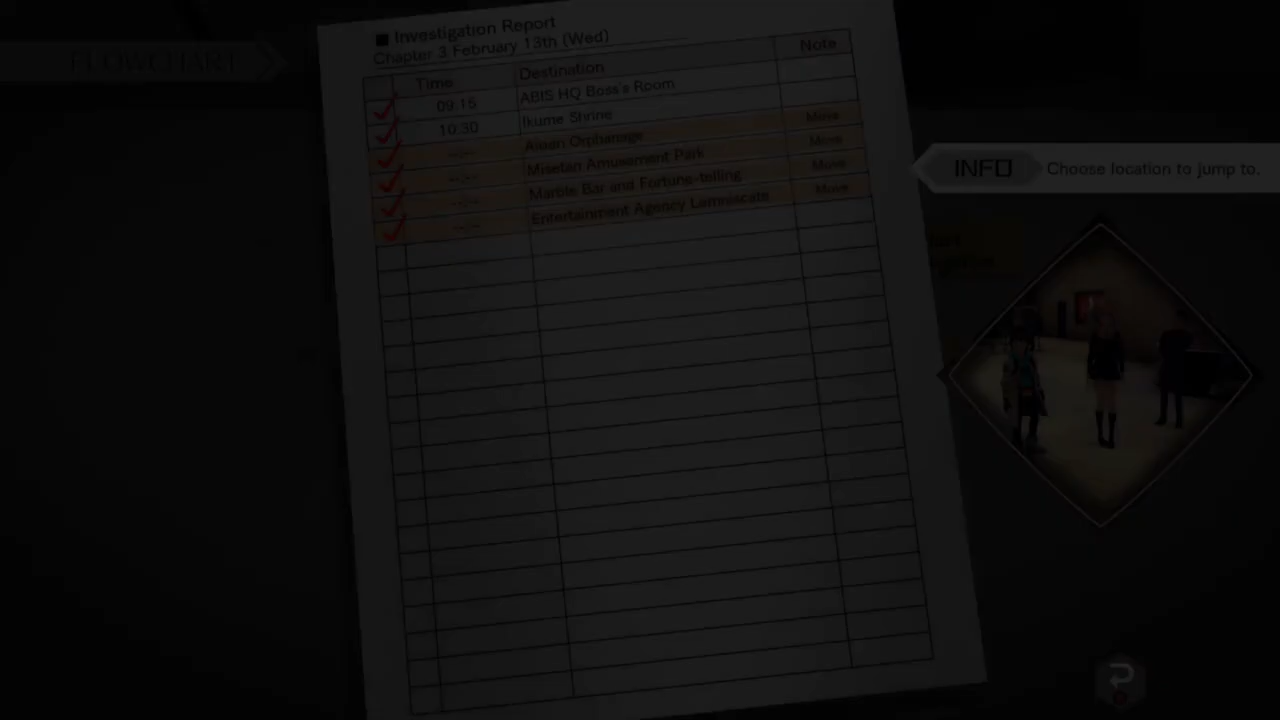 FLOWCHART
■ Investigation Report
Chapter 3 February 13th (Wed)
Time Destination Note
09:15 ABIS HQ Boss's Room
10:30 Ikume Shrine
--:-- Orphanage Move
--:-- Misetan Amusement Park Move
--:-- Marble Bar and Fortune-telling Move
--:-- Entertainment Agency Lemniscate Move
INFO Choose location to jump to.